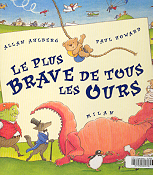 ALLAN AHLBERG
PAUL HOWARD
LE PLUS
BRAVE DE TOUS
LES OURS
MILAN